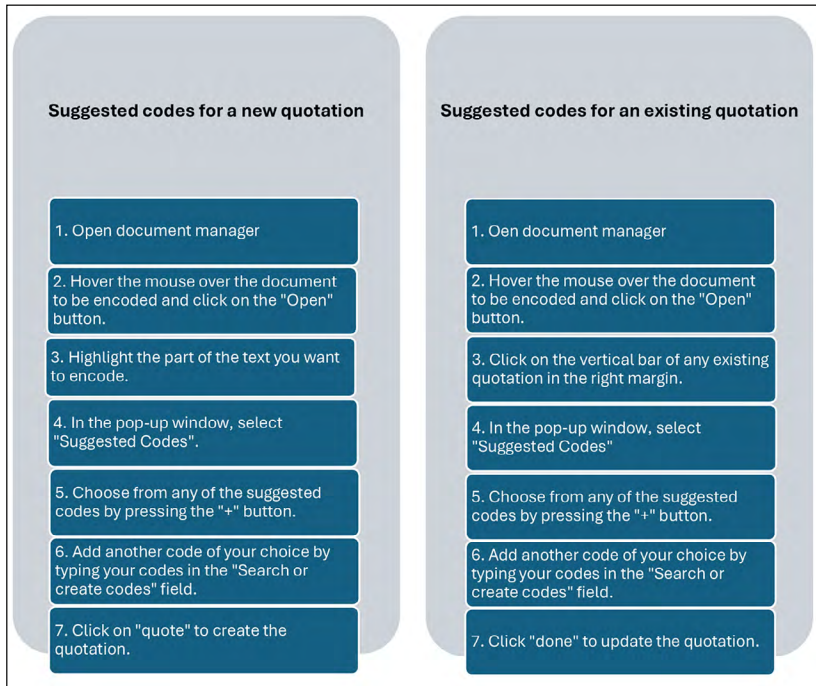 Suggested codes for a new quotation
1. Open document manager
2. Hover the mouse over the document
to be encoded and click on the "Open"
button.
3. Highlight the part of the text you want
to encode.
4. In the pop-up window, select
"Suggested Codes".
5. Choose from any of the suggested
codes by pressing the "+" button.
6. Add another code of your choice by
typing your codes in the "Search or
create codes" field.
7. Click on "quote" to create the
quotation.
Suggested codes for an existing quotation
1. Oen document manager
2. Hover the mouse over the document
to be encoded and click on the "Open"
button.
3. Click on the vertical bar of any existing
quotation in the right margin.
4. In the pop-up window, select
"Suggested Codes"
5. Choose from any of the suggested
codes by pressing the "+" button.
6. Add another code of your choice by
typing your codes in the "Search or
create codes" field.
7. Click "done" to update the quotation.